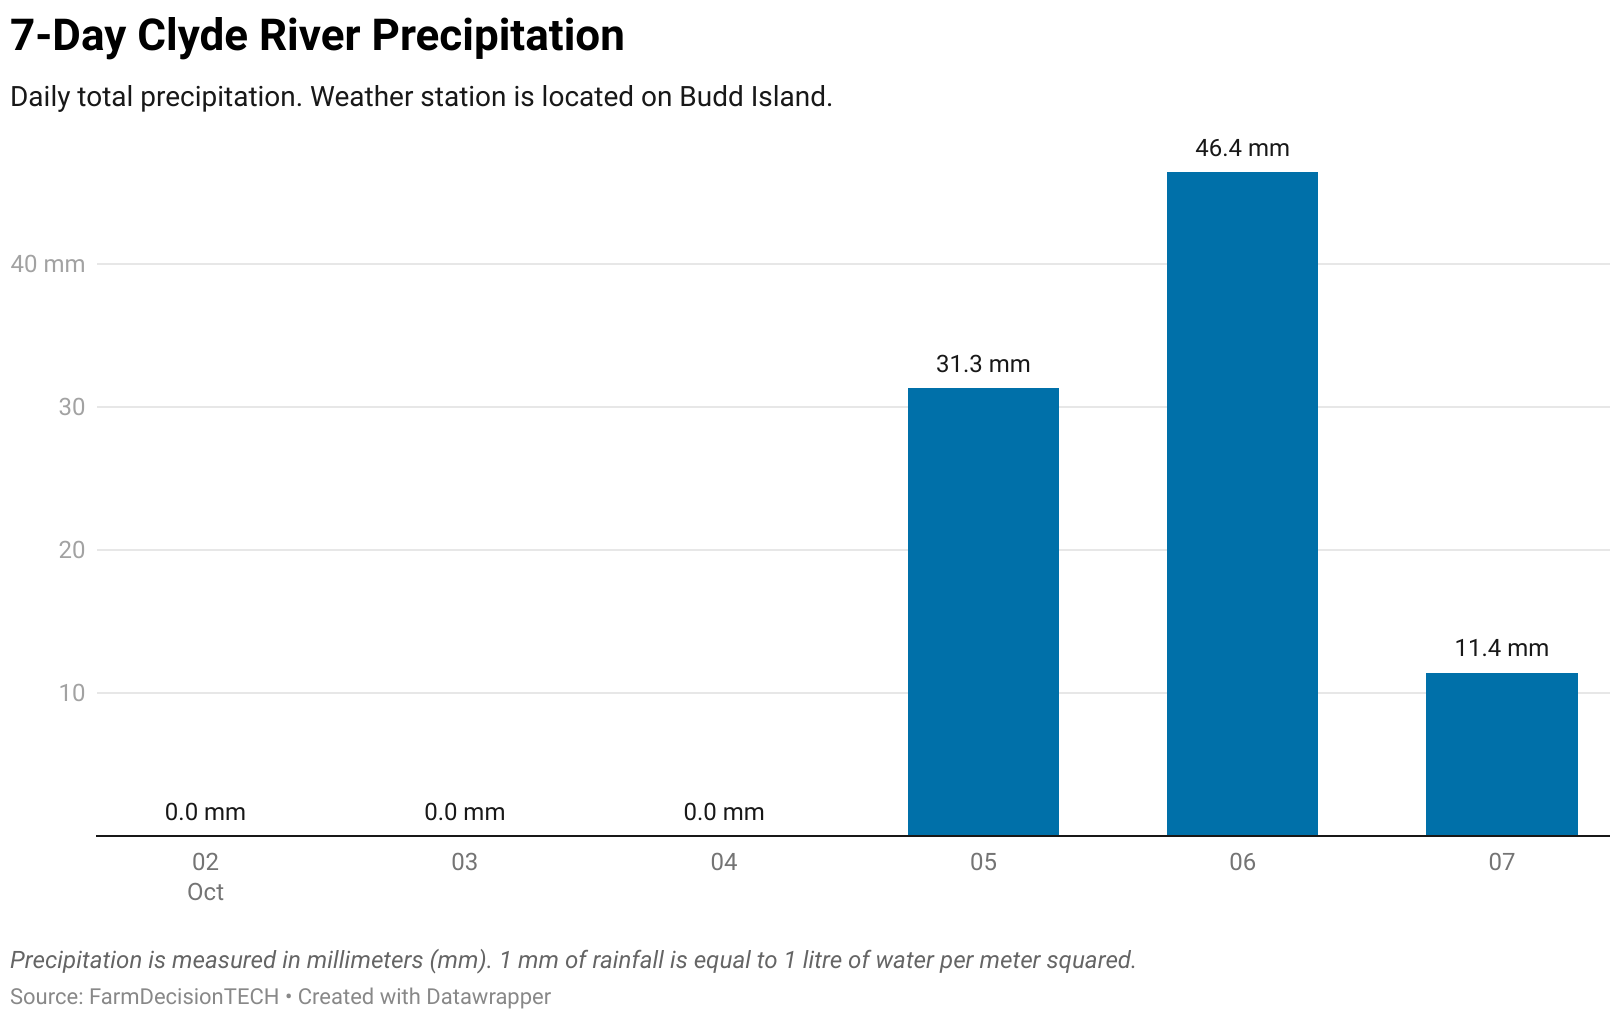 7-Day Clyde River Precipitation
Daily total precipitation. Weather station is located on Budd Island.
46.4 mm
40 mm
31.3 mm
30
20
11.4 mm
10
0.0 mm 0.0 mm 0.0 mm
02 03 04 05 06 07
Oct
Precipitation is measured in millimeters (mm). 1 mm of rainfall is equal to 1 litre of water per meter squared.
Source: FarmDecisionTECH • Created with Datawrapper